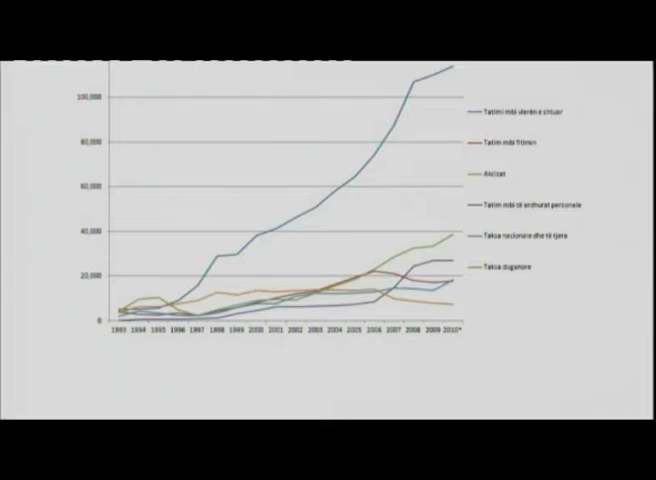 100,000
80,000
60,000
40,000
20,000
0
1993 1994 1995 1996 1997 1998 1999 2000 2001 2002 2003 2004 2005 2006 2007 2008 2009 2010*
Tatimi mbi vlerën e shtuar
Tatim mbi fitimin
Akcizat
Tatim mbi të ardhurat personale
Taksa nacionare dhe të tjera
Taksa doganore